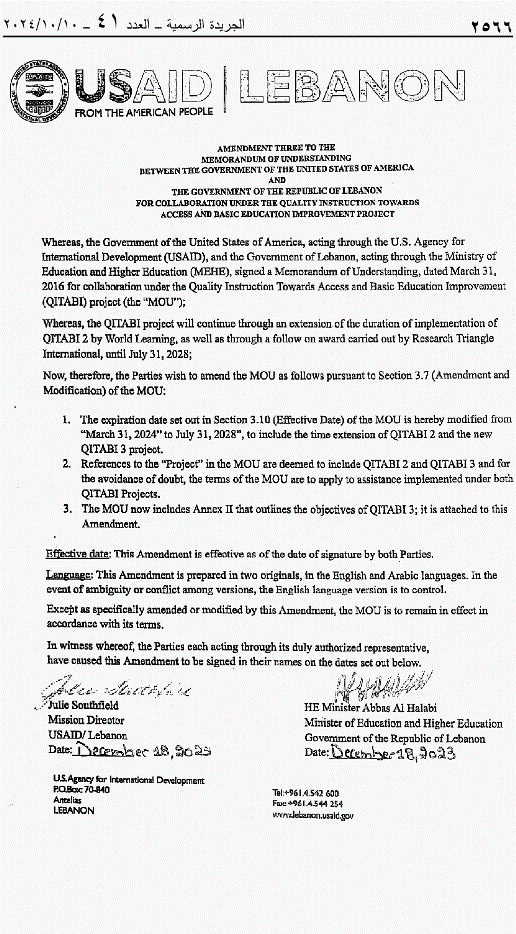 ٢٠٢٤/١٠/١٠ – الجريدة الرسمية – العدد ٤١
٢٥٦٦
USAID | LEBANON
FROM THE AMERICAN PEOPLE
AMENDMENT THREE TO THE
MEMORANDUM OF UNDERSTANDING
BETWEEN THE GOVERNMENT OF THE UNITED STATES OF AMERICA
AND
THE GOVERNMENT OF THE REPUBLIC OF LEBANON
FOR COLLABORATION UNDER THE QUALITY INSTRUCTION TOWARDS
ACCESS AND BASIC EDUCATION IMPROVEMENT PROJECT
Whereas, the Government of the United States of America, acting through the U.S. Agency for
International Development (USAID), and the Government of Lebanon, acting through the Ministry of
Education and Higher Education (MEHE), signed a Memorandum of Understanding, dated March 31,
2016 for collaboration under the Quality Instruction Towards Access and Basic Education Improvement
(QITABI) project (the “MOU”);
Whereas, the QITABI project will continue through an extension of the duration of implementation of
QITABI 2 by World Learning, as well as through a follow on award carried out by Research Triangle
International, until July 31, 2028;
Now, therefore, the Parties wish to amend the MOU as follows pursuant to Section 3.7 (Amendment and
Modification) of the MOU:
1. The expiration date set out in Section 3.10 (Effective Date) of the MOU is hereby modified from
“March 31, 2024” to July 31, 2028”, to include the time extension of QITABI 2 and the new
QITABI 3 project.
2. References to the “Project” in the MOU are deemed to include QITABI 2 and QITABI 3 and for
the avoidance of doubt, the terms of the MOU are to apply to assistance implemented under both
QITABI Projects.
3. The MOU now includes Annex II that outlines the objectives of QITABI 3; it is attached to this
Amendment.
Effective date: This Amendment is effective as of the date of signature by both Parties.
Language: This Amendment is prepared in two originals, in the English and Arabic languages. In the
event of ambiguity or conflict among versions, the English language version is to control.
Except as specifically amended or modified by this Amendment, the MOU is to remain in effect in
accordance with its terms.
In witness whereof, the Parties each acting through its duly authorized representative,
have caused this Amendment to be signed in their names on the dates set out below.
Julie Southfield
Mission Director
USAID/ Lebanon
Date: December 18, 2023
HE Minister Abbas Al Halabi
Minister of Education and Higher Education
Government of the Republic of Lebanon
Date: December 18, 2023
U.S. Agency for International Development
P.O.Box: 70-840
Antelias
LEBANON
Tel:+961.4.542 600
Fax:+961.4.544 254
www.lebanon.usaid.gov